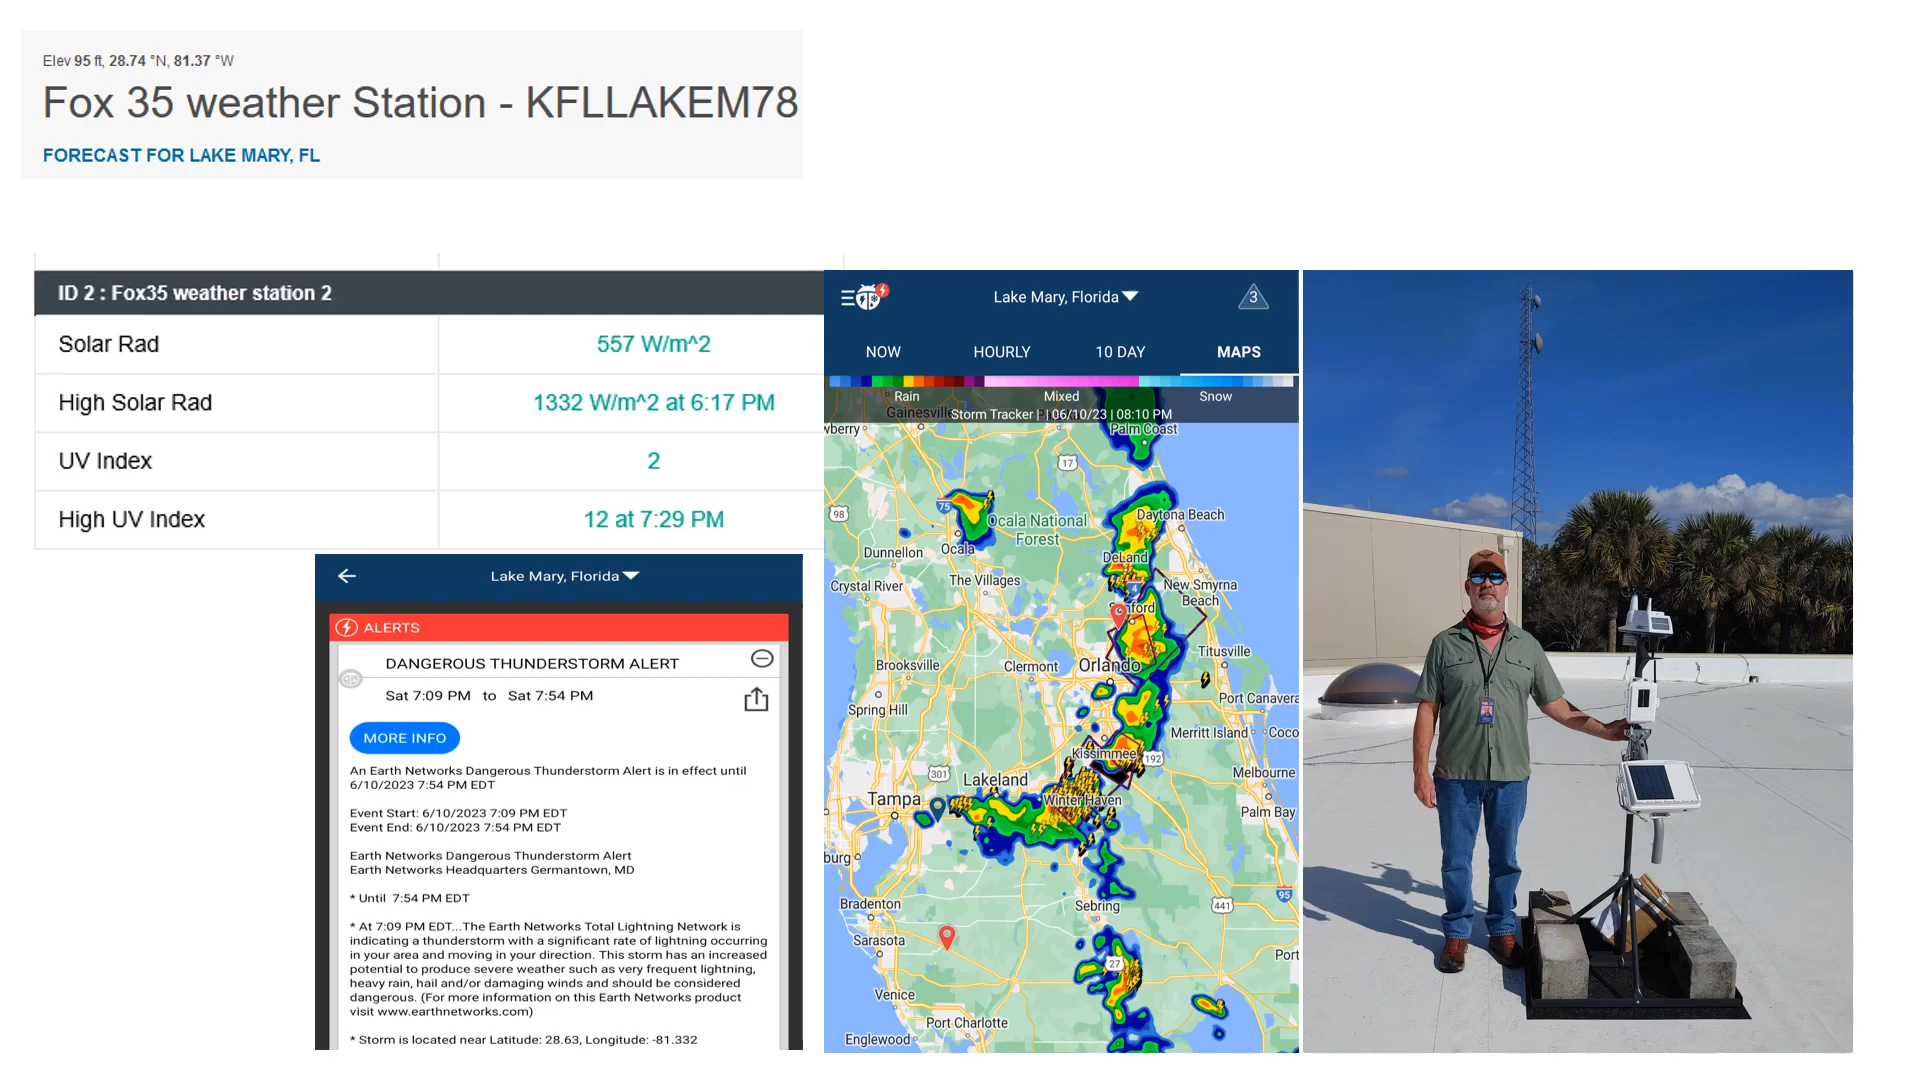 Elev 95 ft, 28.74 °N, 81.37 °W
Fox 35 weather Station - KFLLAKEM78
FORECAST FOR LAKE MARY, FL
ID 2 : Fox35 weather station 2
Solar Rad 557 W/m^2
High Solar Rad 1332 W/m^2 at 6:17 PM
UV Index 2
High UV Index 12 at 7:29 PM
Lake Mary, Florida
ALERTS
DANGEROUS THUNDERSTORM ALERT
Sat 7:09 PM to Sat 7:54 PM
MORE INFO
An Earth Networks Dangerous Thunderstorm Alert is in effect until
6/10/2023 7:54 PM EDT
Event Start: 6/10/2023 7:09 PM EDT
Event End: 6/10/2023 7:54 PM EDT
Earth Networks Dangerous Thunderstorm Alert
Earth Networks Headquarters Germantown, MD
* Until 7:54 PM EDT
* At 7:09 PM EDT...The Earth Networks Total Lightning Network is
indicating a thunderstorm with a significant rate of lightning occurring
in your area and moving in your direction. This storm has an increased
potential to produce severe weather such as very frequent lightning,
heavy rain, hail and/or damaging winds and should be considered
dangerous. (For more information on this Earth Networks product
visit www.earthnetworks.com)
* Storm is located near Latitude: 28.63, Longitude: -81.332
Lake Mary, Florida
3
NOW HOURLY 10 DAY MAPS
Rain Mixed Snow
Gainesville
Storm Tracker | | 06/10/23 | 08:10 PM
wberry
Palm Coast
17
75
98
Ocala National
Forest
Daytona Beach
Dunnellon
Ocala
DeLand
Crystal River
The Villages
4
New Smyrna
Beach
nford
Brooksville
Clermont
Orlando
Titusville
Spring Hill
Port Canavera
Merritt Island
Coco
Kissimmee
192
301
Lakeland
Melbourne
Tampa
Winter Haven
Palm Bay
burg
95
Bradenton
Sebring
441
Sarasota
27
Port
Venice
Port Charlotte
Englewood